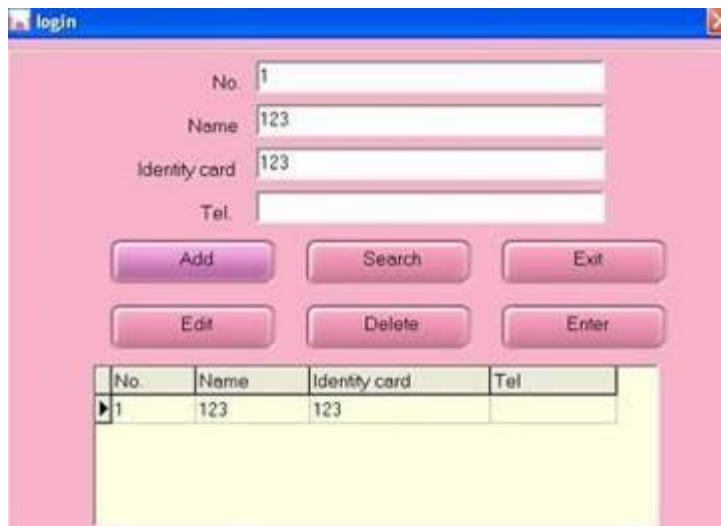 login
No. 1
Name 123
Identity card 123
Tel.
Add Search Exit
Edit Delete Enter
No. Name Identity card Tel
1 123 123